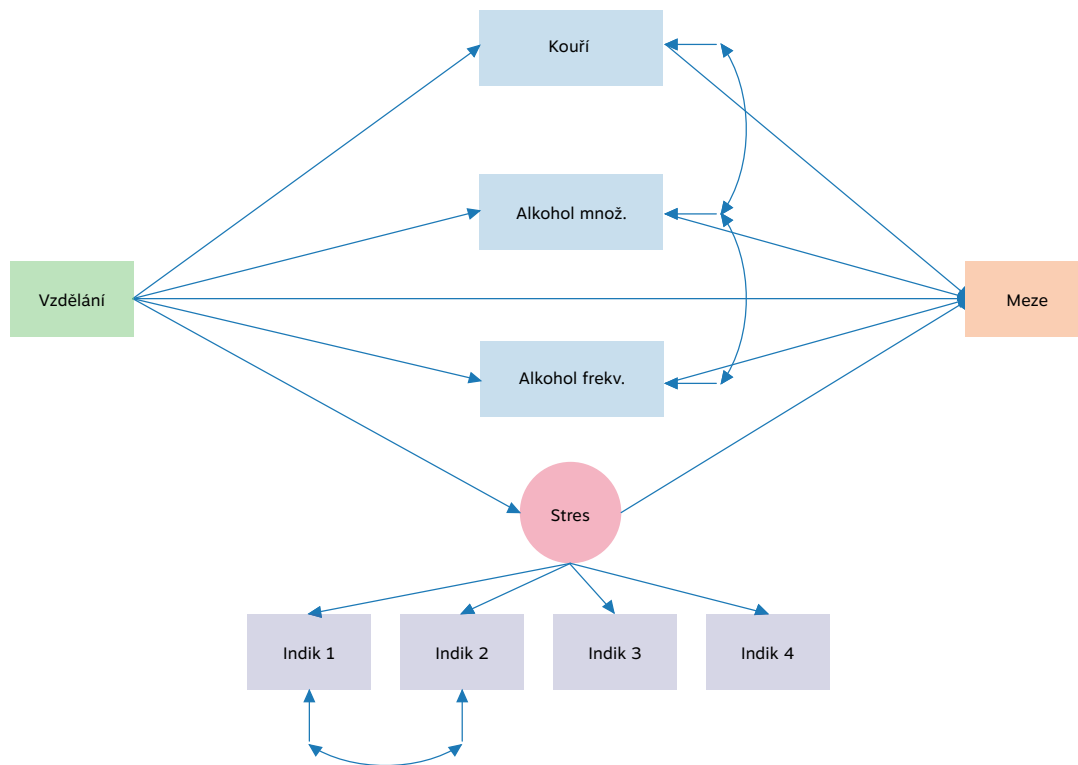 Kouří
Alkohol množ.
Vzdělání
Meze
Alkohol frekv.
Stres
Indik 1
Indik 2
Indik 3
Indik 4